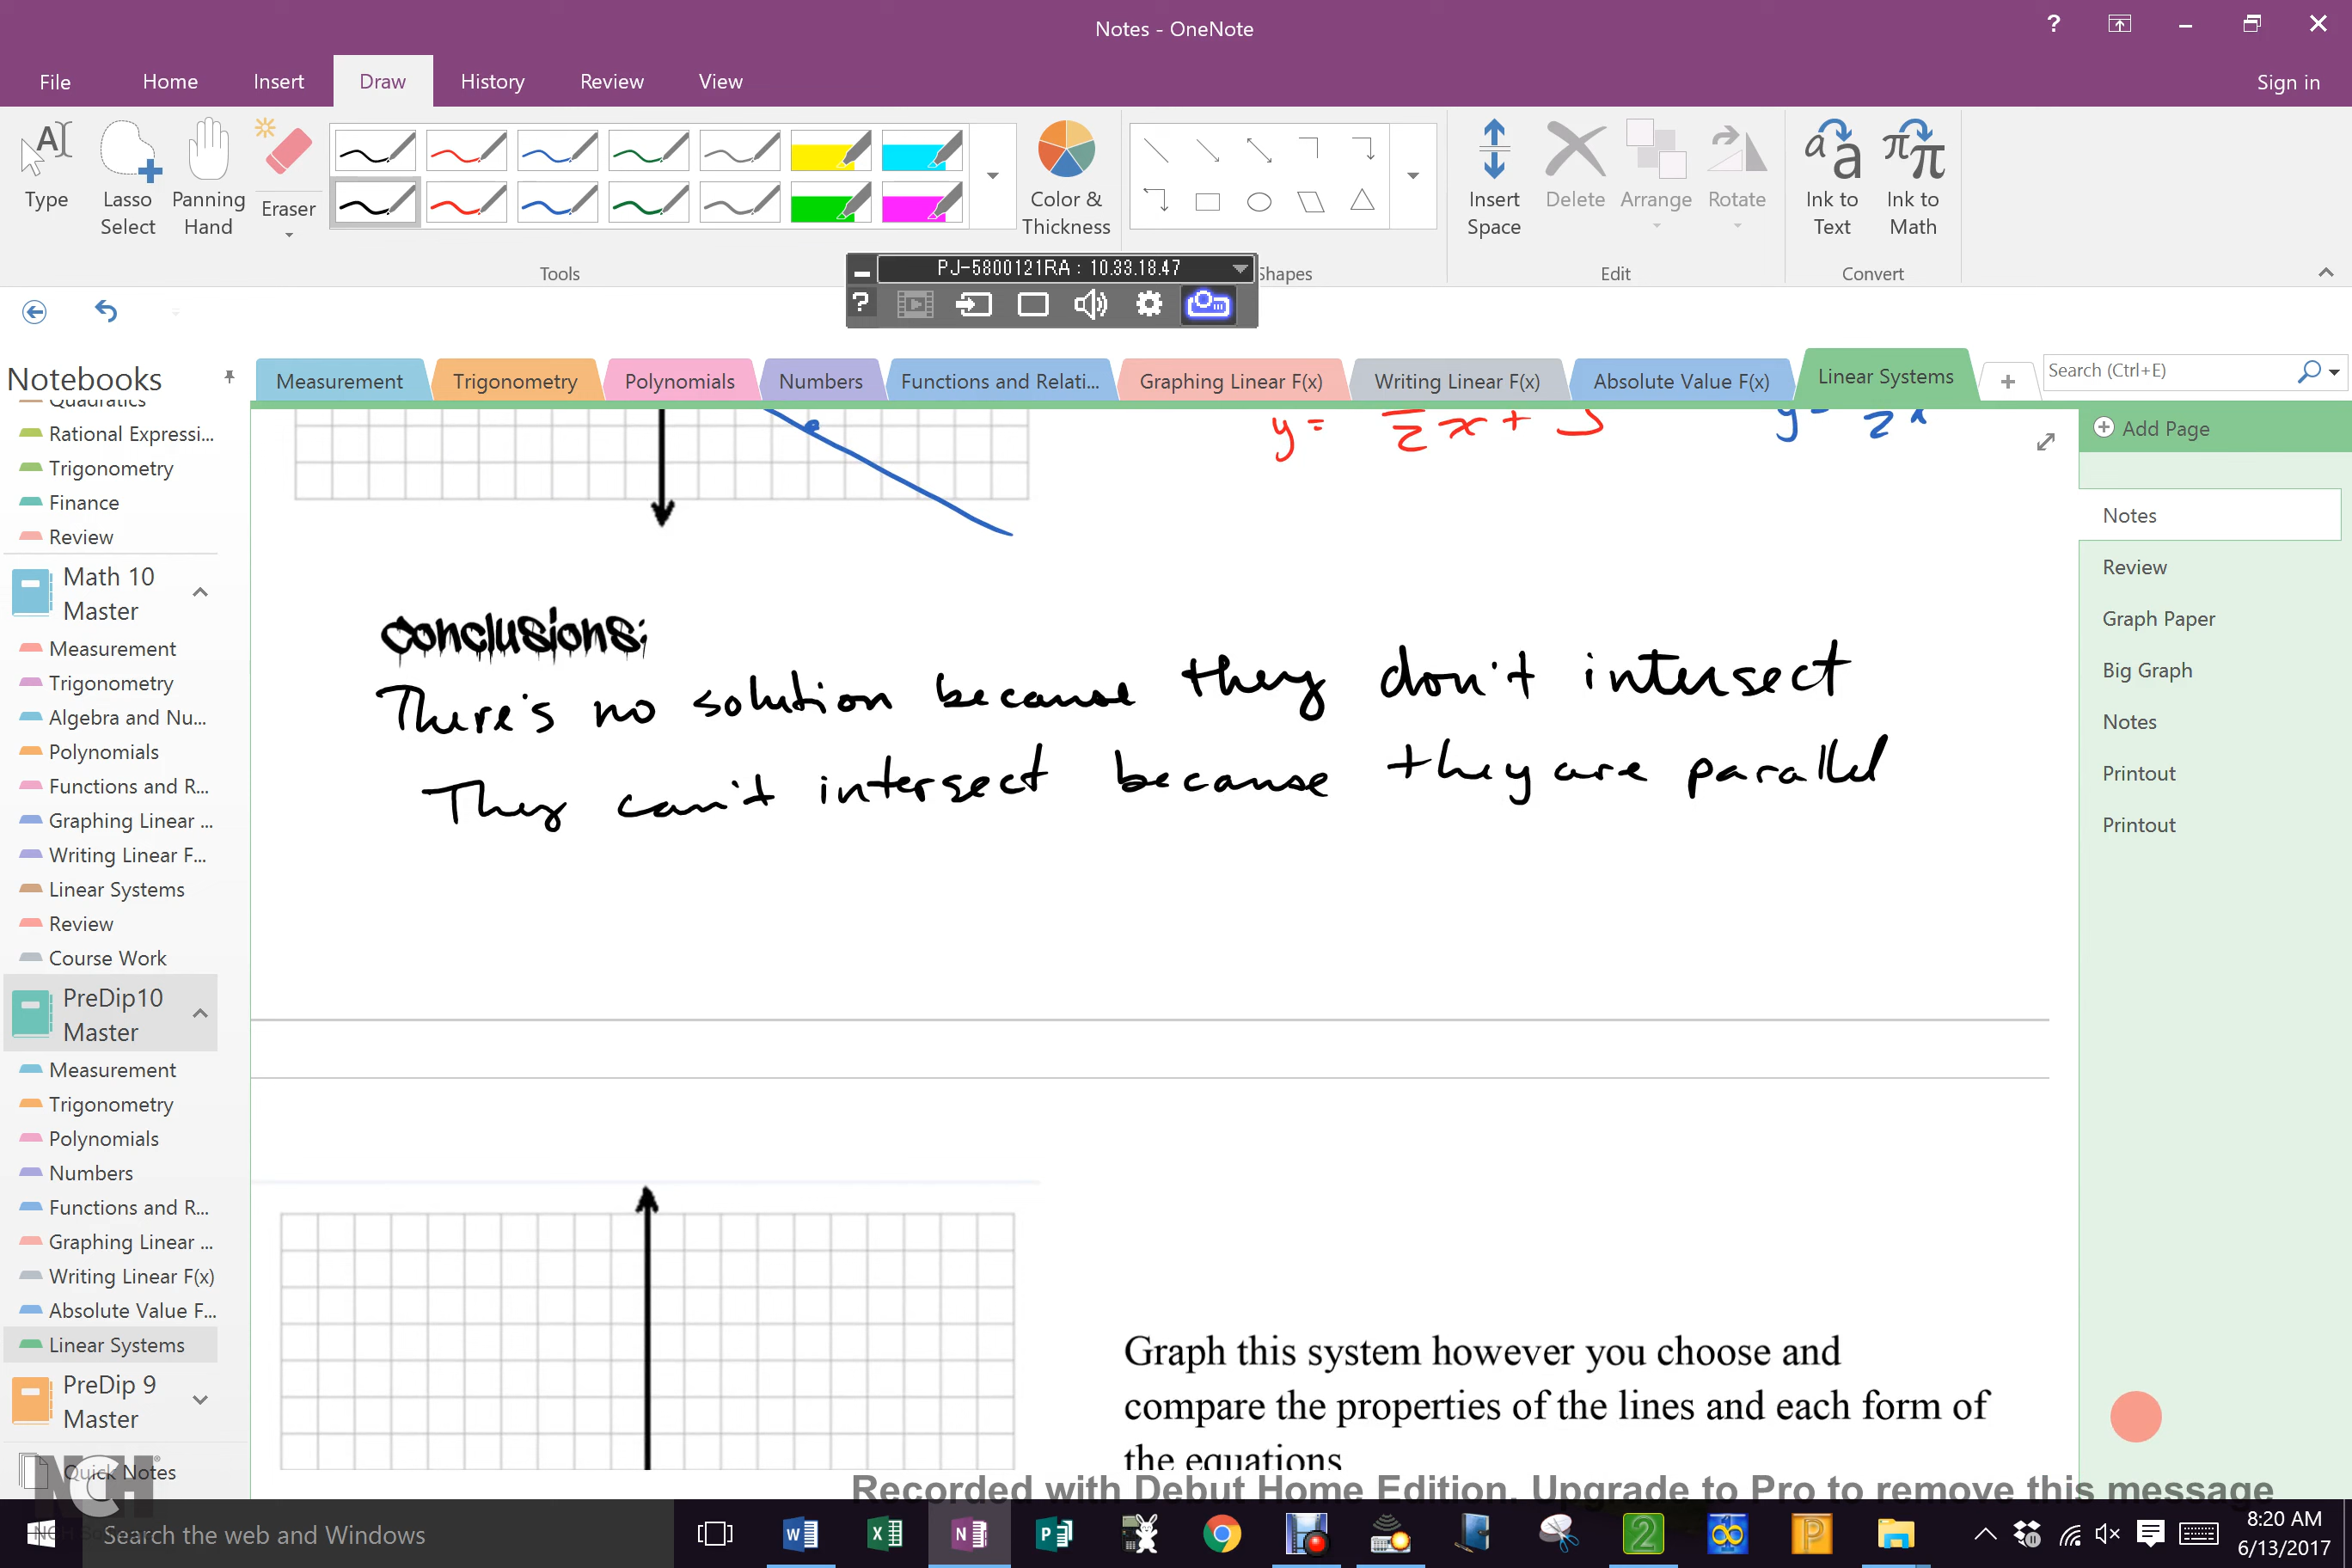 Notes - OneNote
?
File Home Insert Draw History Review View Sign in
Type
Lasso Select
Panning Hand
Eraser
Color & Thickness
Insert Space
Delete
Arrange
Rotate
Ink to Text
Ink to Math
Tools
Shapes
Edit
Convert
PJ-5800121RA : 10.33.18.47
?
Notebooks
Measurement Trigonometry Polynomials Numbers Functions and Relati... Graphing Linear F(x) Writing Linear F(x) Absolute Value F(x) Linear Systems +
Search (Ctrl+E)
Quadratics
Rational Expressi...
Trigonometry
Finance
Review
Math 10 Master
Measurement
Trigonometry
Algebra and Nu...
Polynomials
Functions and R...
Graphing Linear ...
Writing Linear F...
Linear Systems
Review
Course Work
PreDip10 Master
Measurement
Trigonometry
Polynomials
Numbers
Functions and R...
Graphing Linear ...
Writing Linear F(x)
Absolute Value F...
Linear Systems
PreDip 9 Master
Quick Notes
conclusions:
There's no solution because they don't intersect
They can't intersect because they are parallel
Graph this system however you choose and
compare the properties of the lines and each form of
the equations
Add Page
Notes
Review
Graph Paper
Big Graph
Notes
Printout
Printout
NCH
Recorded with Debut Home Edition. Upgrade to Pro to remove this message
Search the web and Windows
8:20 AM
6/13/2017